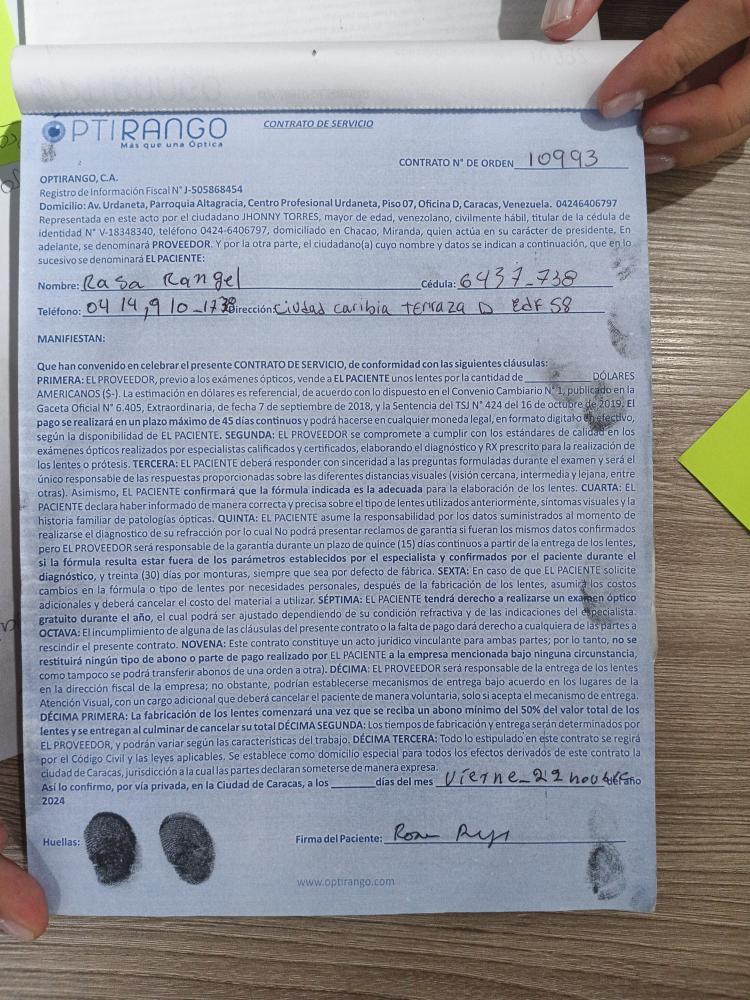 OPTIRANGO
Más que una Óptica
CONTRATO DE SERVICIO
CONTRATO N° DE ORDEN 10993
OPTIRANGO, C.A.
Registro de Información Fiscal N° J-505868454
Domicilio: Av. Urdaneta, Parroquia Altagracia, Centro Profesional Urdaneta, Piso 07, Oficina D, Caracas, Venezuela. 04246406797
Representada en este acto por el ciudadano JHONNY TORRES, mayor de edad, venezolano, civilmente hábil, titular de la cédula de
identidad N° V-18348340, teléfono 0424-6406797, domiciliado en Chacao, Miranda, quien actúa en su carácter de presidente. En
adelante, se denominará PROVEEDOR. Y por la otra parte, el ciudadano(a) cuyo nombre y datos se indican a continuación, que en lo
sucesivo se denominará EL PACIENTE:
Nombre: Rasa Rangel Cédula: 6437-738
Teléfono: 0414,910-1738 Dirección: ciudad caribia terraza D Edf 58
MANIFIESTAN:
Que han convenido en celebrar el presente CONTRATO DE SERVICIO, de conformidad con las siguientes cláusulas:
PRIMERA: EL PROVEEDOR, previo a los exámenes ópticos, vende a EL PACIENTE unos lentes por la cantidad de ____________ DÓLARES
AMERICANOS ($-). La estimación en dólares es referencial, de acuerdo con lo dispuesto en el Convenio Cambiario N° 1, publicado en la
Gaceta Oficial N° 6.405, Extraordinaria, de fecha 7 de septiembre de 2018, y la Sentencia del TSJ N° 424 del 16 de octubre de 2019. El
pago se realizará en un plazo máximo de 45 días continuos y podrá hacerse en cualquier moneda legal, en formato digital o en efectivo,
según la disponibilidad de EL PACIENTE. SEGUNDA: EL PROVEEDOR se compromete a cumplir con los estándares de calidad en los
exámenes ópticos realizados por especialistas calificados y certificados, elaborando el diagnóstico y RX prescrito para la realización de
los lentes o prótesis. TERCERA: EL PACIENTE deberá responder con sinceridad a las preguntas formuladas durante el examen y será el
único responsable de las respuestas proporcionadas sobre las diferentes distancias visuales (visión cercana, intermedia y lejana, entre
otras). Asimismo, EL PACIENTE confirmará que la fórmula indicada es la adecuada para la elaboración de los lentes. CUARTA: EL
PACIENTE declara haber informado de manera correcta y precisa sobre el tipo de lentes utilizados anteriormente, síntomas visuales y la
historia familiar de patologías ópticas. QUINTA: EL PACIENTE asume la responsabilidad por los datos suministrados al momento de
realizarse el diagnostico de su refracción por lo cual No podrá presentar reclamos de garantía si fueran los mismos datos confirmados
pero EL PROVEEDOR será responsable de la garantía durante un plazo de quince (15) días continuos a partir de la entrega de los lentes,
si la fórmula resulta estar fuera de los parámetros establecidos por el especialista y confirmados por el paciente durante el
diagnóstico, y treinta (30) días por monturas, siempre que sea por defecto de fábrica. SEXTA: En caso de que EL PACIENTE solicite
cambios en la fórmula o tipo de lentes por necesidades personales, después de la fabricación de los lentes, asumirá los costos
adicionales y deberá cancelar el costo del material a utilizar. SÉPTIMA: EL PACIENTE tendrá derecho a realizarse un examen óptico
gratuito durante el año, el cual podrá ser ajustado dependiendo de su condición refractiva y de las indicaciones del especialista.
OCTAVA: El incumplimiento de alguna de las cláusulas del presente contrato o la falta de pago dará derecho a cualquiera de las partes a
rescindir el presente contrato. NOVENA: Este contrato constituye un acto jurídico vinculante para ambas partes; por lo tanto, no se
restituirá ningún tipo de abono o parte de pago realizado por EL PACIENTE a la empresa mencionada bajo ninguna circunstancia,
como tampoco se podrá transferir abonos de una orden a otra). DÉCIMA: EL PROVEEDOR será responsable de la entrega de los lentes
en la dirección fiscal de la empresa; no obstante, podrían establecerse mecanismos de entrega bajo acuerdo en los lugares de la
Atención Visual, con un cargo adicional que deberá cancelar el paciente de manera voluntaria, solo si acepta el mecanismo de entrega.
DÉCIMA PRIMERA: La fabricación de los lentes comenzará una vez que se reciba un abono mínimo del 50% del valor total de los
lentes y se entregan al culminar de cancelar su total DÉCIMA SEGUNDA: Los tiempos de fabricación y entrega serán determinados por
EL PROVEEDOR, y podrán variar según las características del trabajo. DÉCIMA TERCERA: Todo lo estipulado en este contrato se regirá
por el Código Civil y las leyes aplicables. Se establece como domicilio especial para todos los efectos derivados de este contrato la
ciudad de Caracas, jurisdicción a la cual las partes declaran someterse de manera expresa.
Así lo confirmo, por vía privada, en la Ciudad de Caracas, a los ________ días del mes Vierne_22 del año
2024
Huellas:
Firma del Paciente:
www.optirango.com